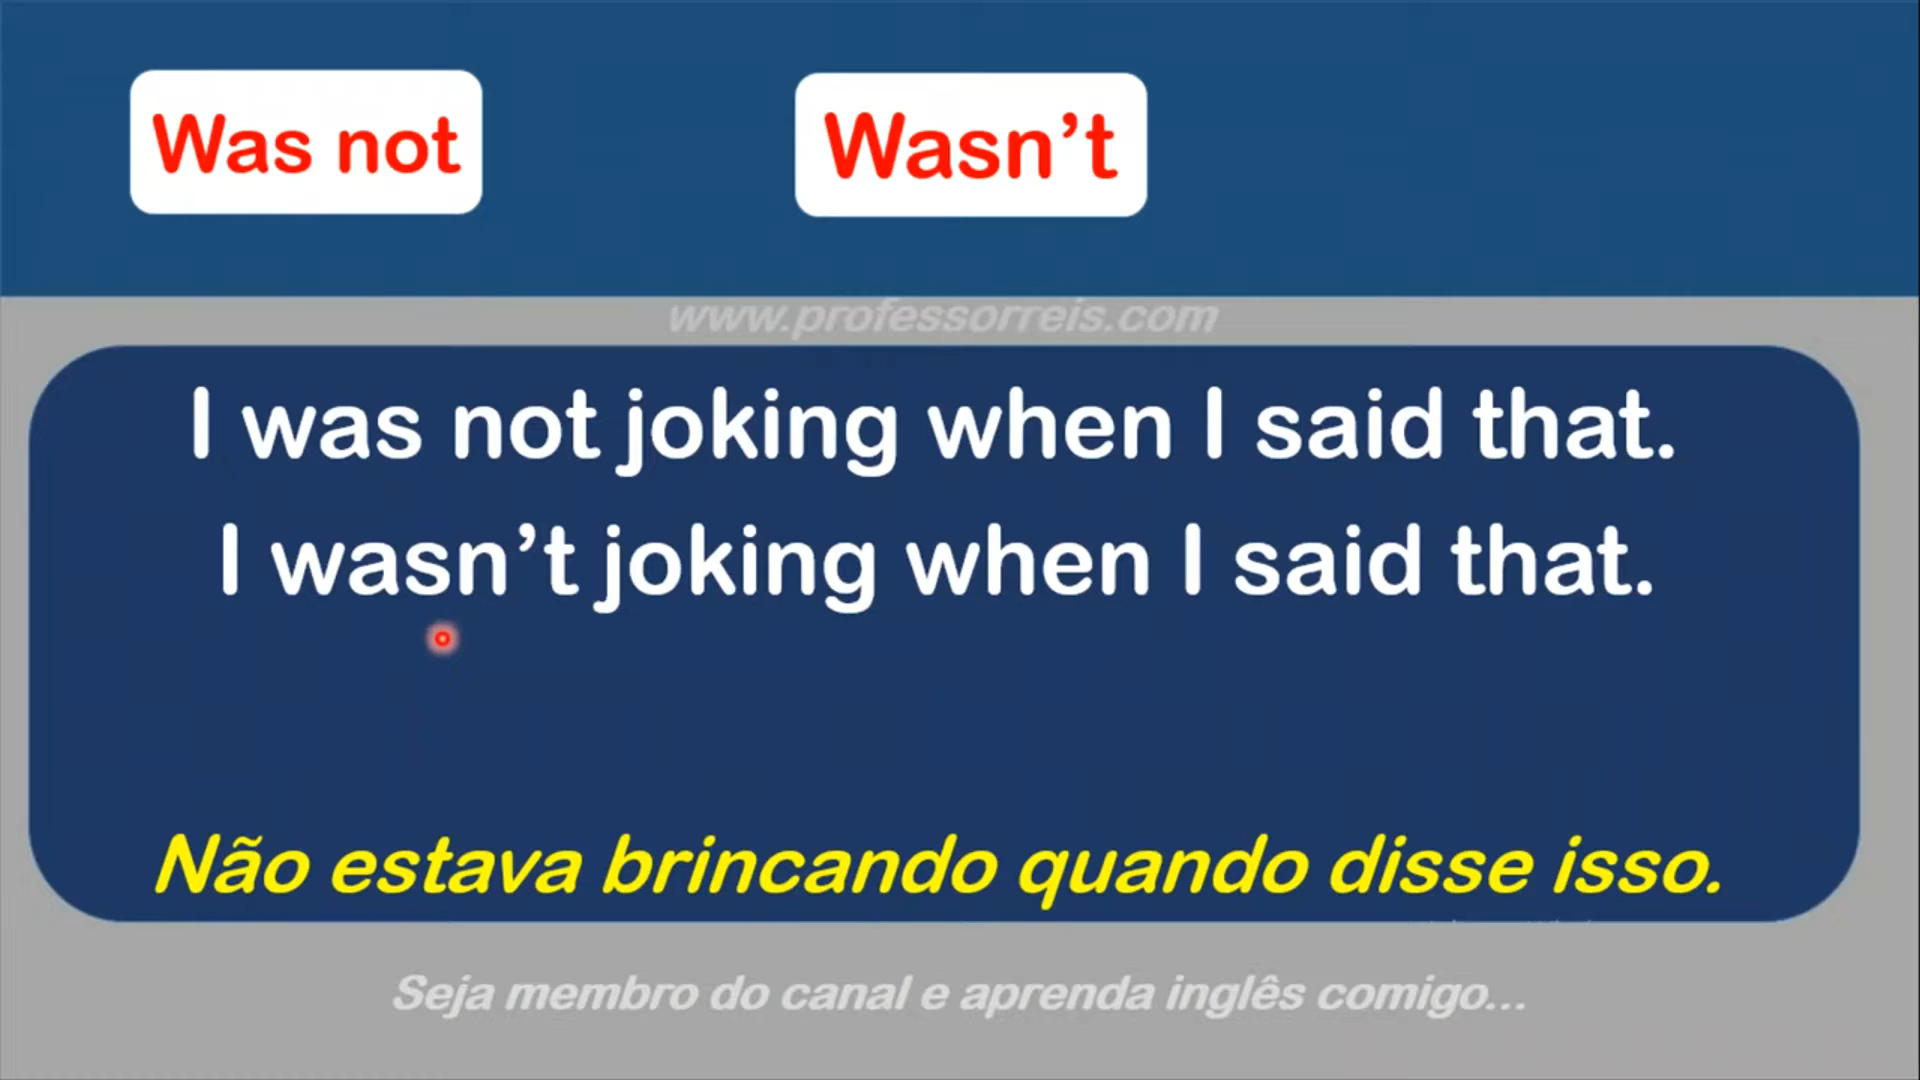 Was not
Wasn’t
www.professorreis.com
I was not joking when I said that.
I wasn’t joking when I said that.
Não estava brincando quando disse isso.
Seja membro do canal e aprenda inglês comigo...